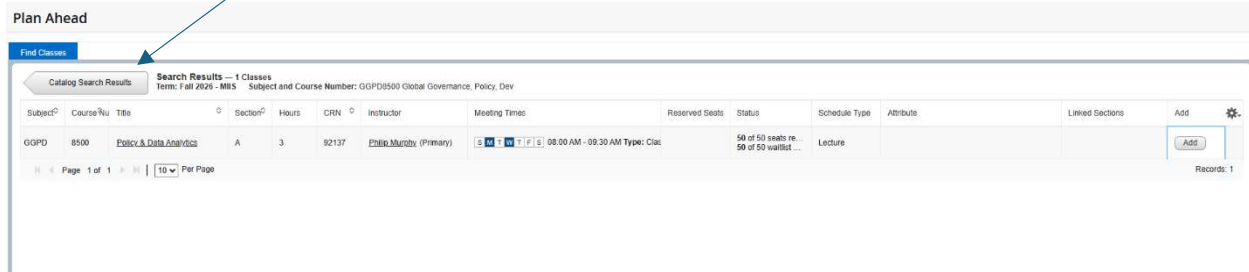 Plan Ahead
Find Classes
Catalog Search Results
Search Results — 1 Classes
Term: Fall 2026 - MIIS Subject and Course Number: GGPD8500 Global Governance, Policy, Dev
Subject Course Nu Title Section Hours CRN Instructor Meeting Times Reserved Seats Status Schedule Type Attribute Linked Sections Add
GGPD 8500 Policy & Data Analytics A 3 92137 Philip Murphy (Primary) S M T W T F S 08:00 AM - 09:30 AM Type: Clas 50 of 50 seats re... Lecture Add
50 of 50 waitlist ...
Page 1 of 1 10 Per Page Records: 1